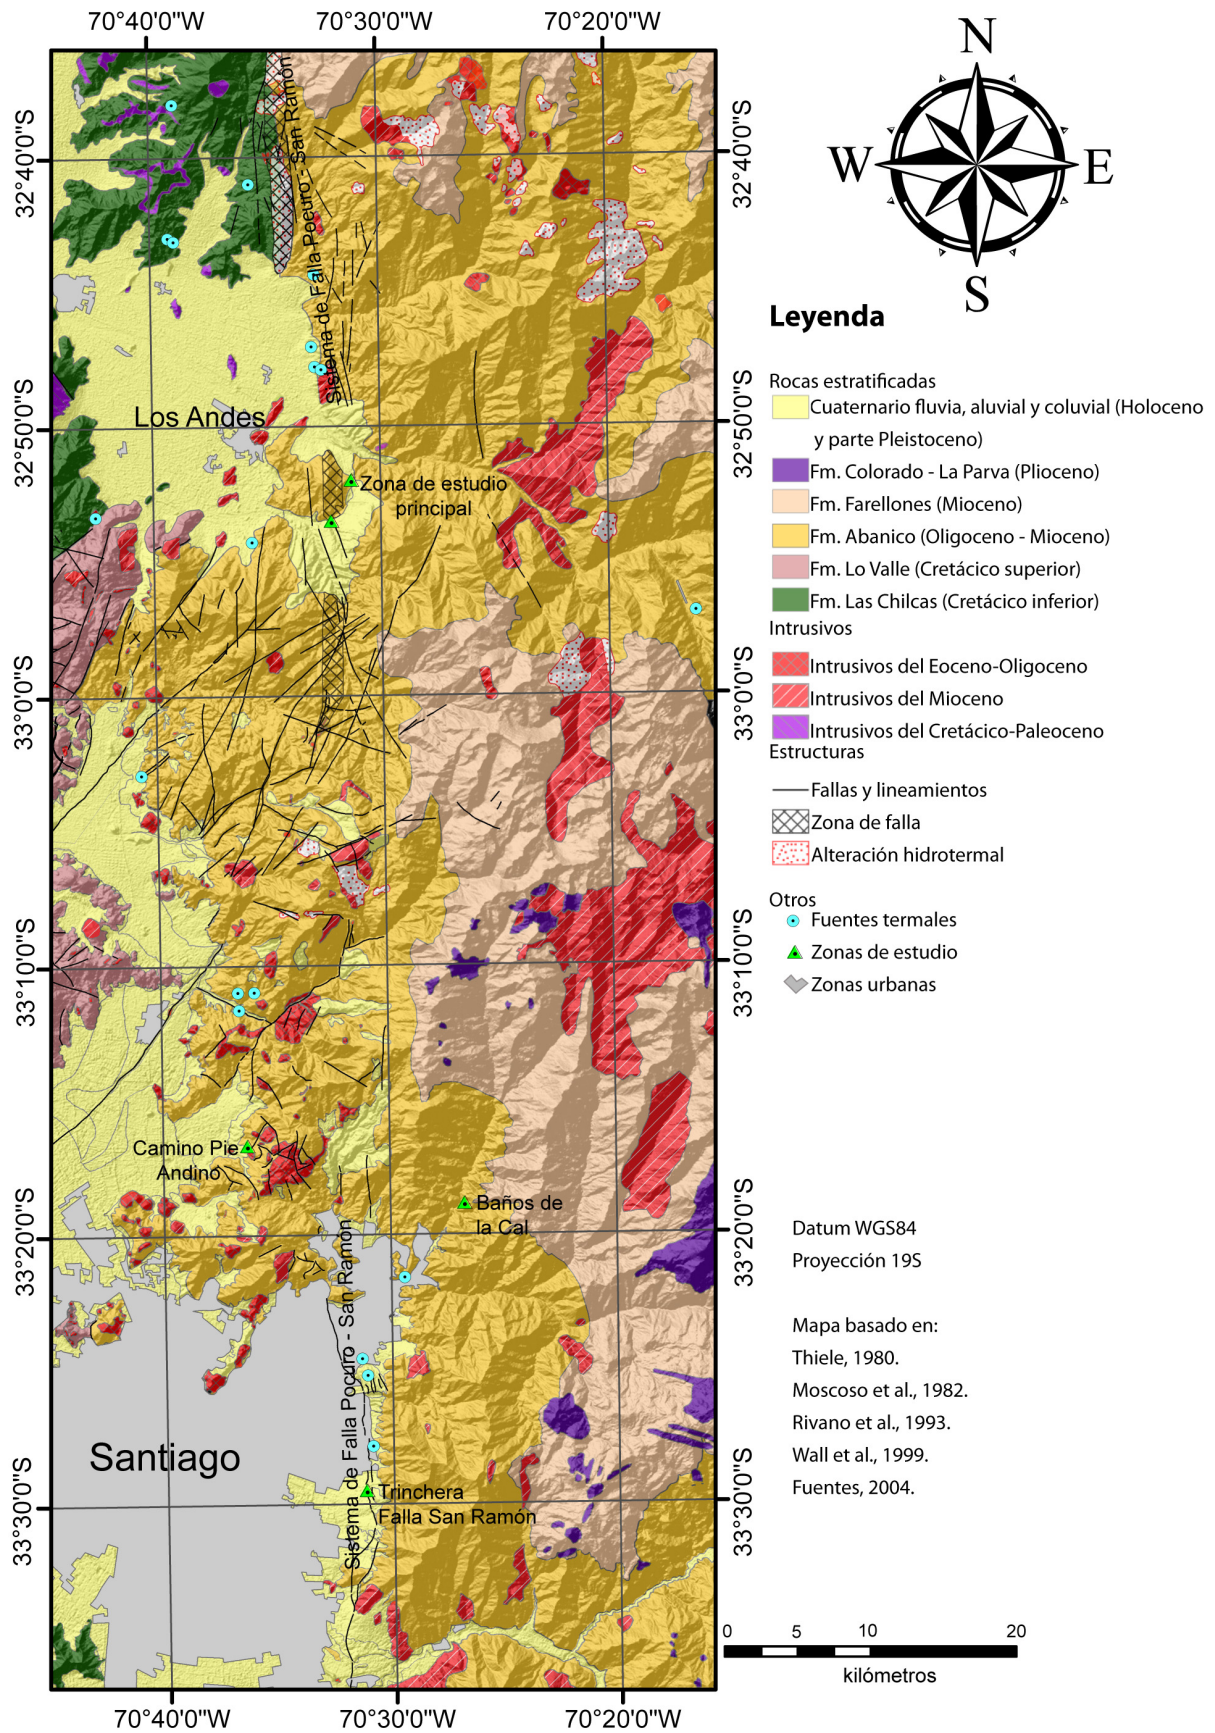 70°40'0"W
70°30'0"W
70°20'0"W
N
W
E
S
32°40'0"S
32°40'0"S
Sistema de Falla Pocuro - San Ramón
Leyenda
Rocas estratificadas
Cuaternario fluvia, aluvial y coluvial (Holoceno
y parte Pleistoceno)
Fm. Colorado - La Parva (Plioceno)
Fm. Farellones (Mioceno)
Fm. Abanico (Oligoceno - Mioceno)
Fm. Lo Valle (Cretácico superior)
Fm. Las Chilcas (Cretácico inferior)
Intrusivos
Intrusivos del Eoceno-Oligoceno
Intrusivos del Mioceno
Intrusivos del Cretácico-Paleoceno
Estructuras
Fallas y lineamientos
Zona de falla
Alteración hidrotermal
Otros
Fuentes termales
Zonas de estudio
Zonas urbanas
32°50'0"S
32°50'0"S
Los Andes
Zona de estudio
principal
33°0'0"S
33°0'0"S
33°10'0"S
33°10'0"S
Camino Pie
Andino
Baños de
la Cal
33°20'0"S
33°20'0"S
Datum WGS84
Proyección 19S
Sistema de Falla Pocuro - San Ramón
Mapa basado en:
Thiele, 1980.
Moscoso et al., 1982.
Rivano et al., 1993.
Wall et al., 1999.
Fuentes, 2004.
Santiago
Trinchera
Falla San Ramón
33°30'0"S
33°30'0"S
0 5 10 20
kilómetros
70°40'0"W
70°30'0"W
70°20'0"W